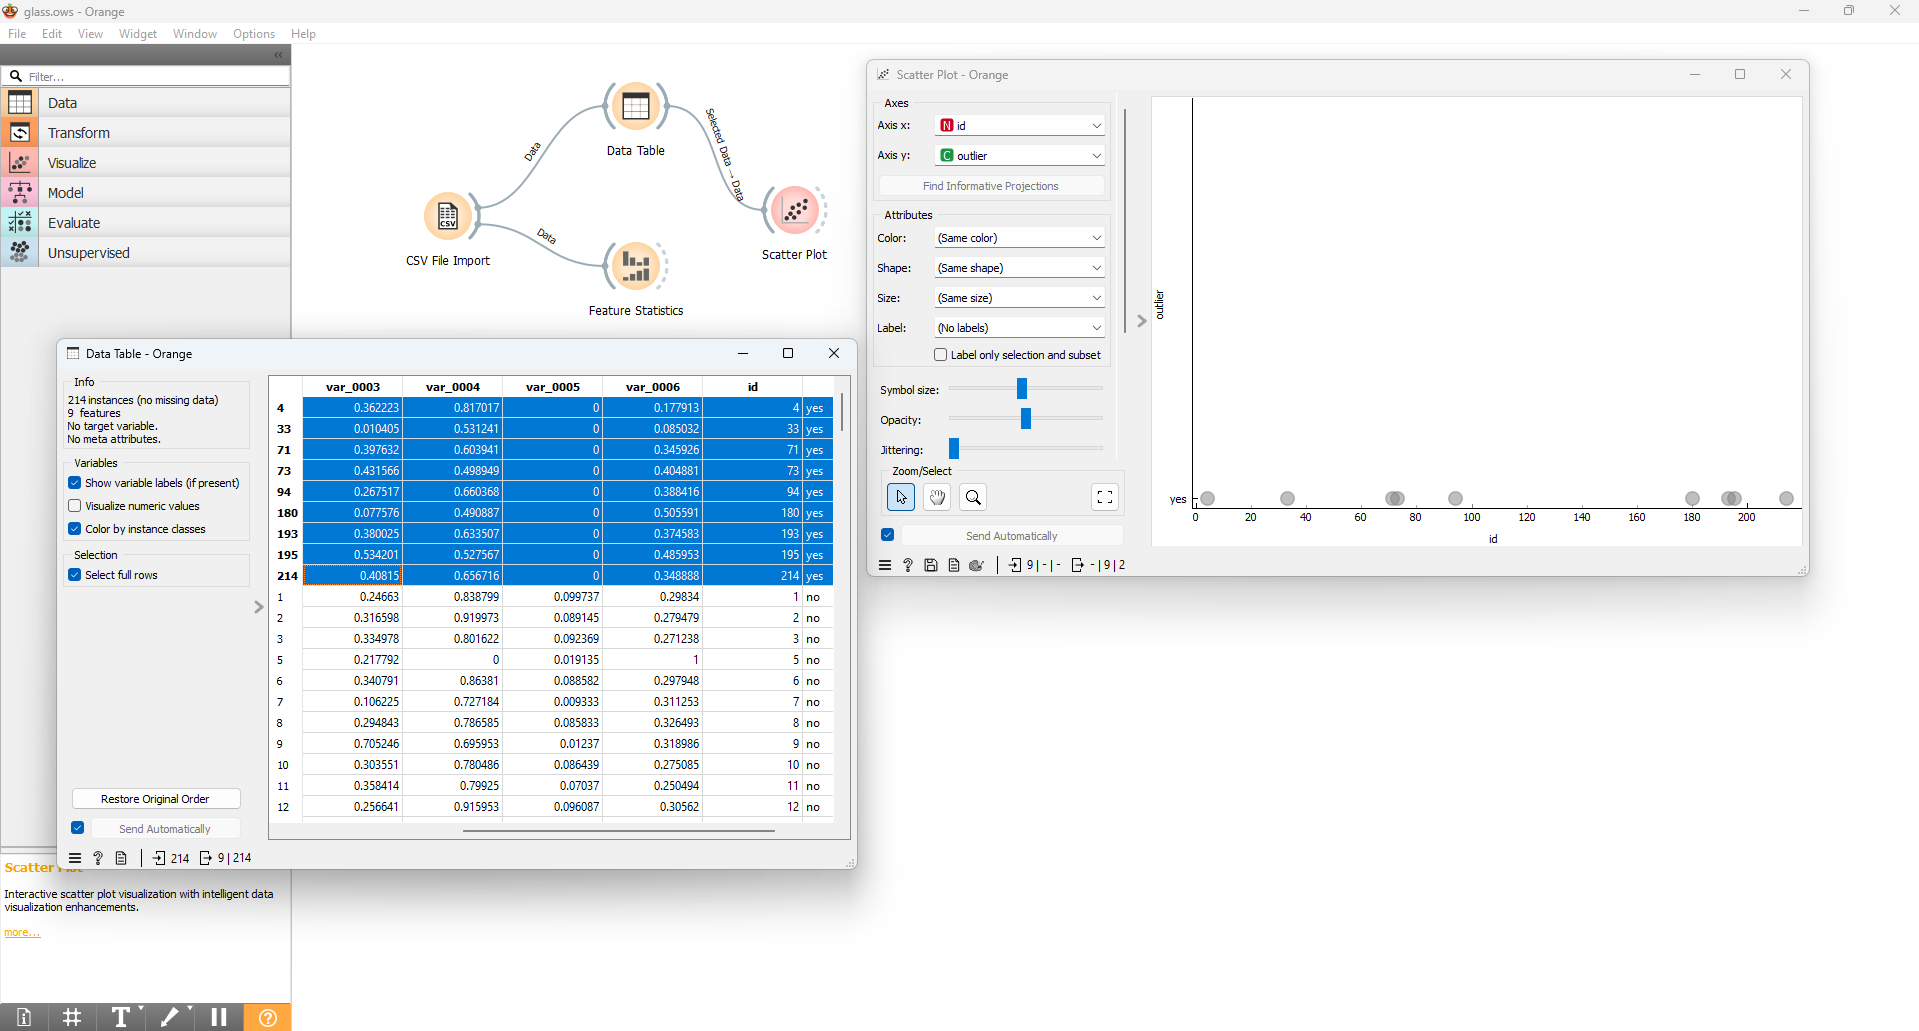 glass.ows - Orange
File Edit View Widget Window Options Help
Filter...
Data
Transform
Visualize
Model
Evaluate
Unsupervised
Data
Data
Selected Data → Data
CSV
CSV File Import
Data Table
Feature Statistics
Scatter Plot
Scatter Plot - Orange
Axes
Axis x: N id
Axis y: C outlier
Find Informative Projections
Attributes
Color: (Same color)
Shape: (Same shape)
Size: (Same size)
Label: (No labels)
Label only selection and subset
Symbol size:
Opacity:
Jittering:
Zoom/Select
Send Automatically
9 | - | - - | 9 | 2
outlier
yes
0 20 40 60 80 100 120 140 160 180 200
id
Data Table - Orange
Info
214 instances (no missing data)
9 features
No target variable.
No meta attributes.
Variables
Show variable labels (if present)
Visualize numeric values
Color by instance classes
Selection
Select full rows
Restore Original Order
Send Automatically
214 9 | 214
var_0003 var_0004 var_0005 var_0006 id
4 0.362223 0.817017 0 0.177913 4 yes
33 0.010405 0.531241 0 0.085032 33 yes
71 0.397632 0.603941 0 0.345926 71 yes
73 0.431566 0.498949 0 0.404881 73 yes
94 0.267517 0.660368 0 0.388416 94 yes
180 0.077576 0.490887 0 0.505591 180 yes
193 0.380025 0.633507 0 0.374583 193 yes
195 0.534201 0.527567 0 0.485953 195 yes
214 0.40815 0.656716 0 0.348888 214 yes
1 0.24663 0.838799 0.099737 0.29834 1 no
2 0.316598 0.919973 0.089145 0.279479 2 no
3 0.334978 0.801622 0.092369 0.271238 3 no
5 0.217792 0 0.019135 1 5 no
6 0.340791 0.86381 0.088582 0.297948 6 no
7 0.106225 0.727184 0.009333 0.311253 7 no
8 0.294843 0.786585 0.085833 0.326493 8 no
9 0.705246 0.695953 0.01237 0.318986 9 no
10 0.303551 0.780486 0.086439 0.275085 10 no
11 0.358414 0.79925 0.07037 0.250494 11 no
12 0.256641 0.915953 0.096087 0.30562 12 no
Scatter Plot
Interactive scatter plot visualization with intelligent data
visualization enhancements.
more...